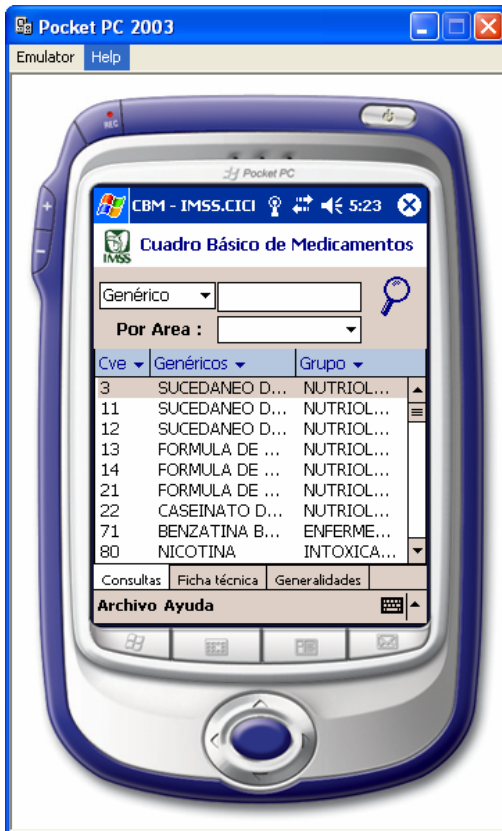 Pocket PC 2003
Emulator Help
REC
Pocket PC
CBM - IMSS.CICI 5:23
IMSS
Cuadro Básico de Medicamentos
Genérico
Por Area :
Cve Genéricos Grupo
3 SUCEDANEO D... NUTRIOL...
11 SUCEDANEO D... NUTRIOL...
12 SUCEDANEO D... NUTRIOL...
13 FORMULA DE ... NUTRIOL...
14 FORMULA DE ... NUTRIOL...
21 FORMULA DE ... NUTRIOL...
22 CASEINATO D... NUTRIOL...
71 BENZATINA B... ENFERME...
80 NICOTINA INTOXICA...
Consultas Ficha técnica Generalidades
Archivo Ayuda